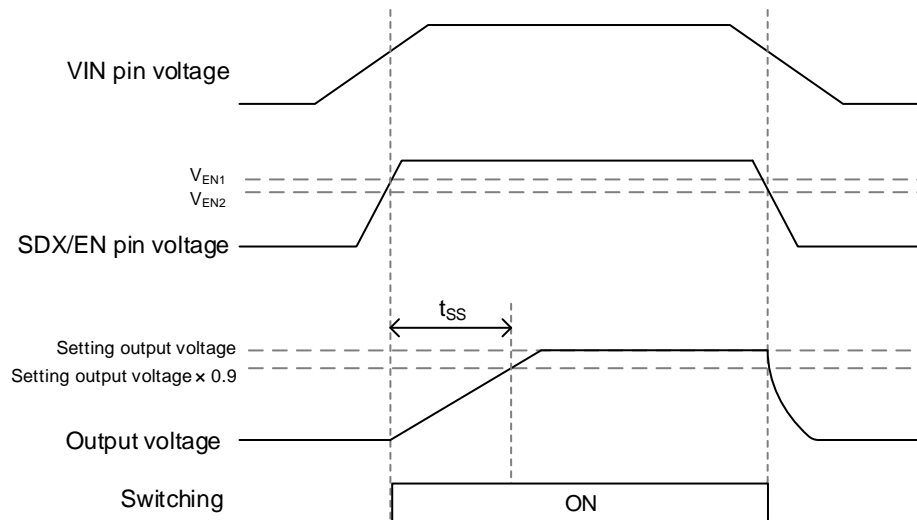 VIN pin voltage
VEN1
VEN2
SDX/EN pin voltage
tSS
Setting output voltage
Setting output voltage × 0.9
Output voltage
Switching
ON